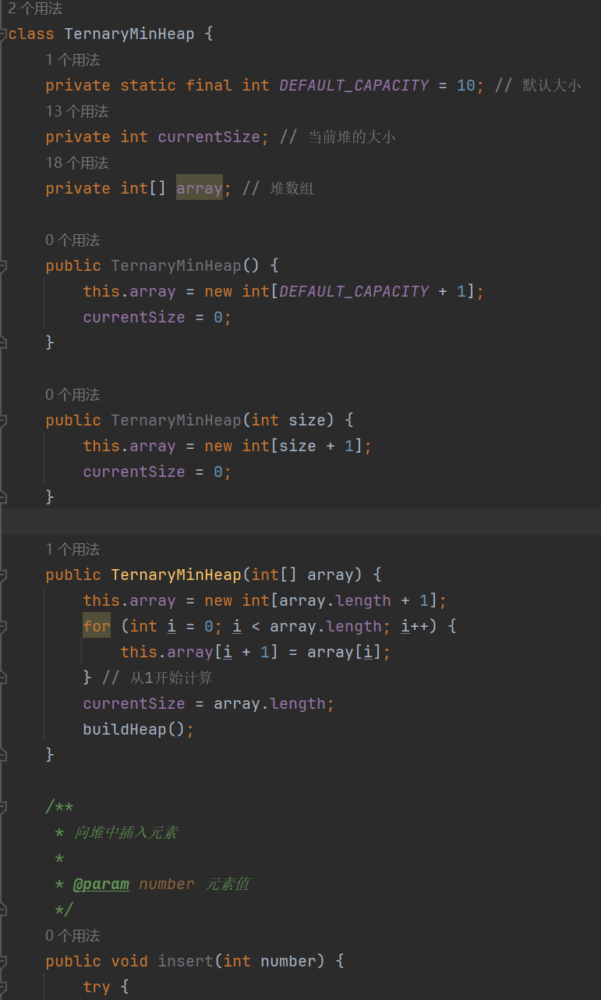 2 个用法
class TernaryMinHeap {
1 个用法
private static final int DEFAULT_CAPACITY = 10; // 默认大小
13 个用法
private int currentSize; // 当前堆的大小
18 个用法
private int[] array; // 堆数组
0 个用法
public TernaryMinHeap() {
this.array = new int[DEFAULT_CAPACITY + 1];
currentSize = 0;
}
0 个用法
public TernaryMinHeap(int size) {
this.array = new int[size + 1];
currentSize = 0;
}
1 个用法
public TernaryMinHeap(int[] array) {
this.array = new int[array.length + 1];
for (int i = 0; i < array.length; i++) {
this.array[i + 1] = array[i];
} // 从1开始计算
currentSize = array.length;
buildHeap();
}
/**
* 向堆中插入元素
*
* @param number 元素值
*/
0 个用法
public void insert(int number) {
try {